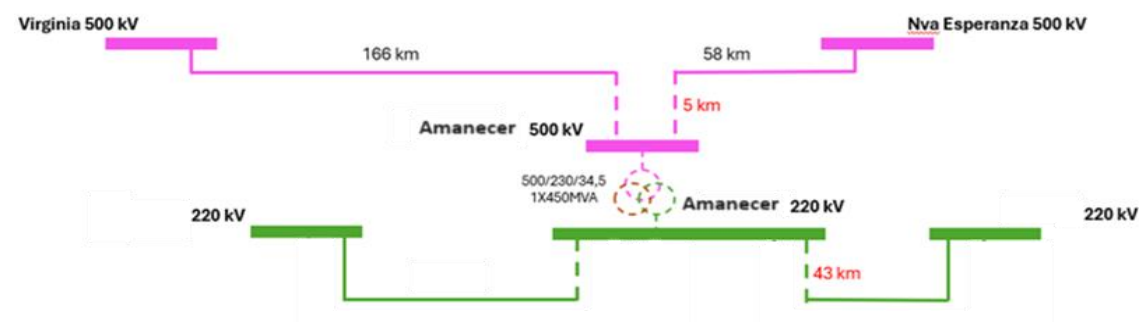 Virginia 500 kV
Nva Esperanza 500 kV
166 km
58 km
5 km
Amanecer 500 kV
500/230/34,5
1X450MVA
Amanecer 220 kV
220 kV
220 kV
43 km